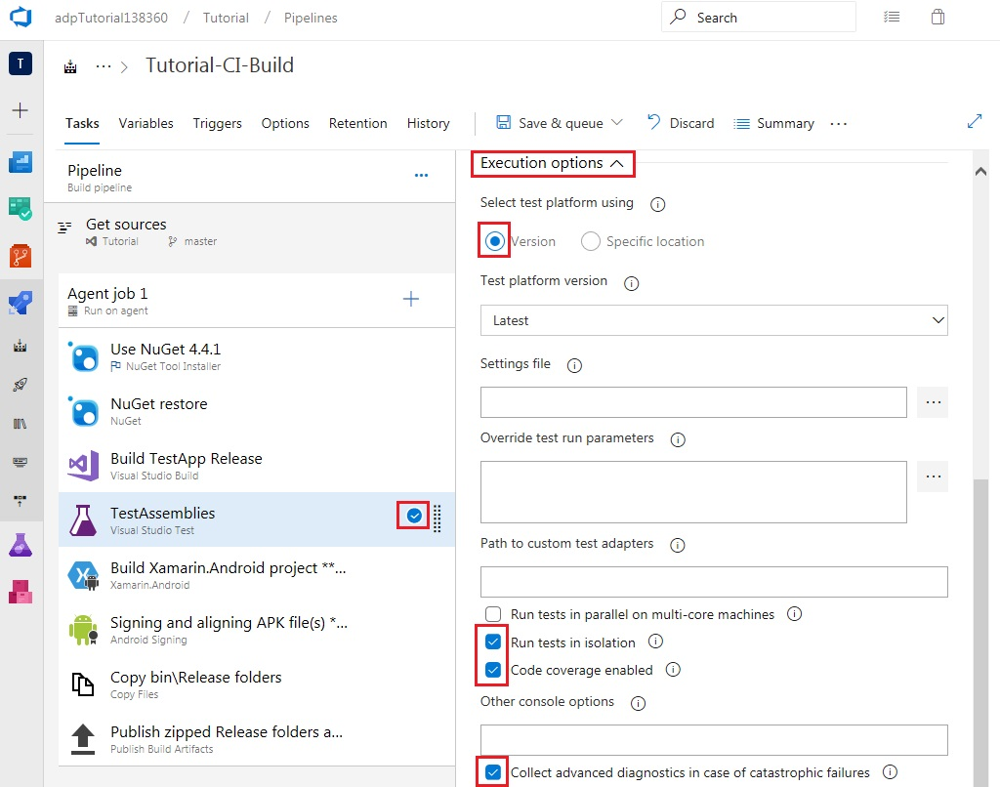 adpTutorial138360 / Tutorial / Pipelines
Search
T
... > Tutorial-CI-Build
Tasks Variables Triggers Options Retention History Save & queue Discard Summary ...
Pipeline
Build pipeline
...
Get sources
Tutorial master
Agent job 1
Run on agent
Use NuGet 4.4.1
NuGet Tool Installer
NuGet restore
NuGet
Build TestApp Release
Visual Studio Build
TestAssemblies
Visual Studio Test
Build Xamarin.Android project **...
Xamarin.Android
Signing and aligning APK file(s) *...
Android Signing
Copy bin\Release folders
Copy Files
Publish zipped Release folders a...
Publish Build Artifacts
Execution options
Select test platform using
Version Specific location
Test platform version
Latest
Settings file
...
Override test run parameters
...
Path to custom test adapters
Run tests in parallel on multi-core machines
Run tests in isolation
Code coverage enabled
Other console options
Collect advanced diagnostics in case of catastrophic failures